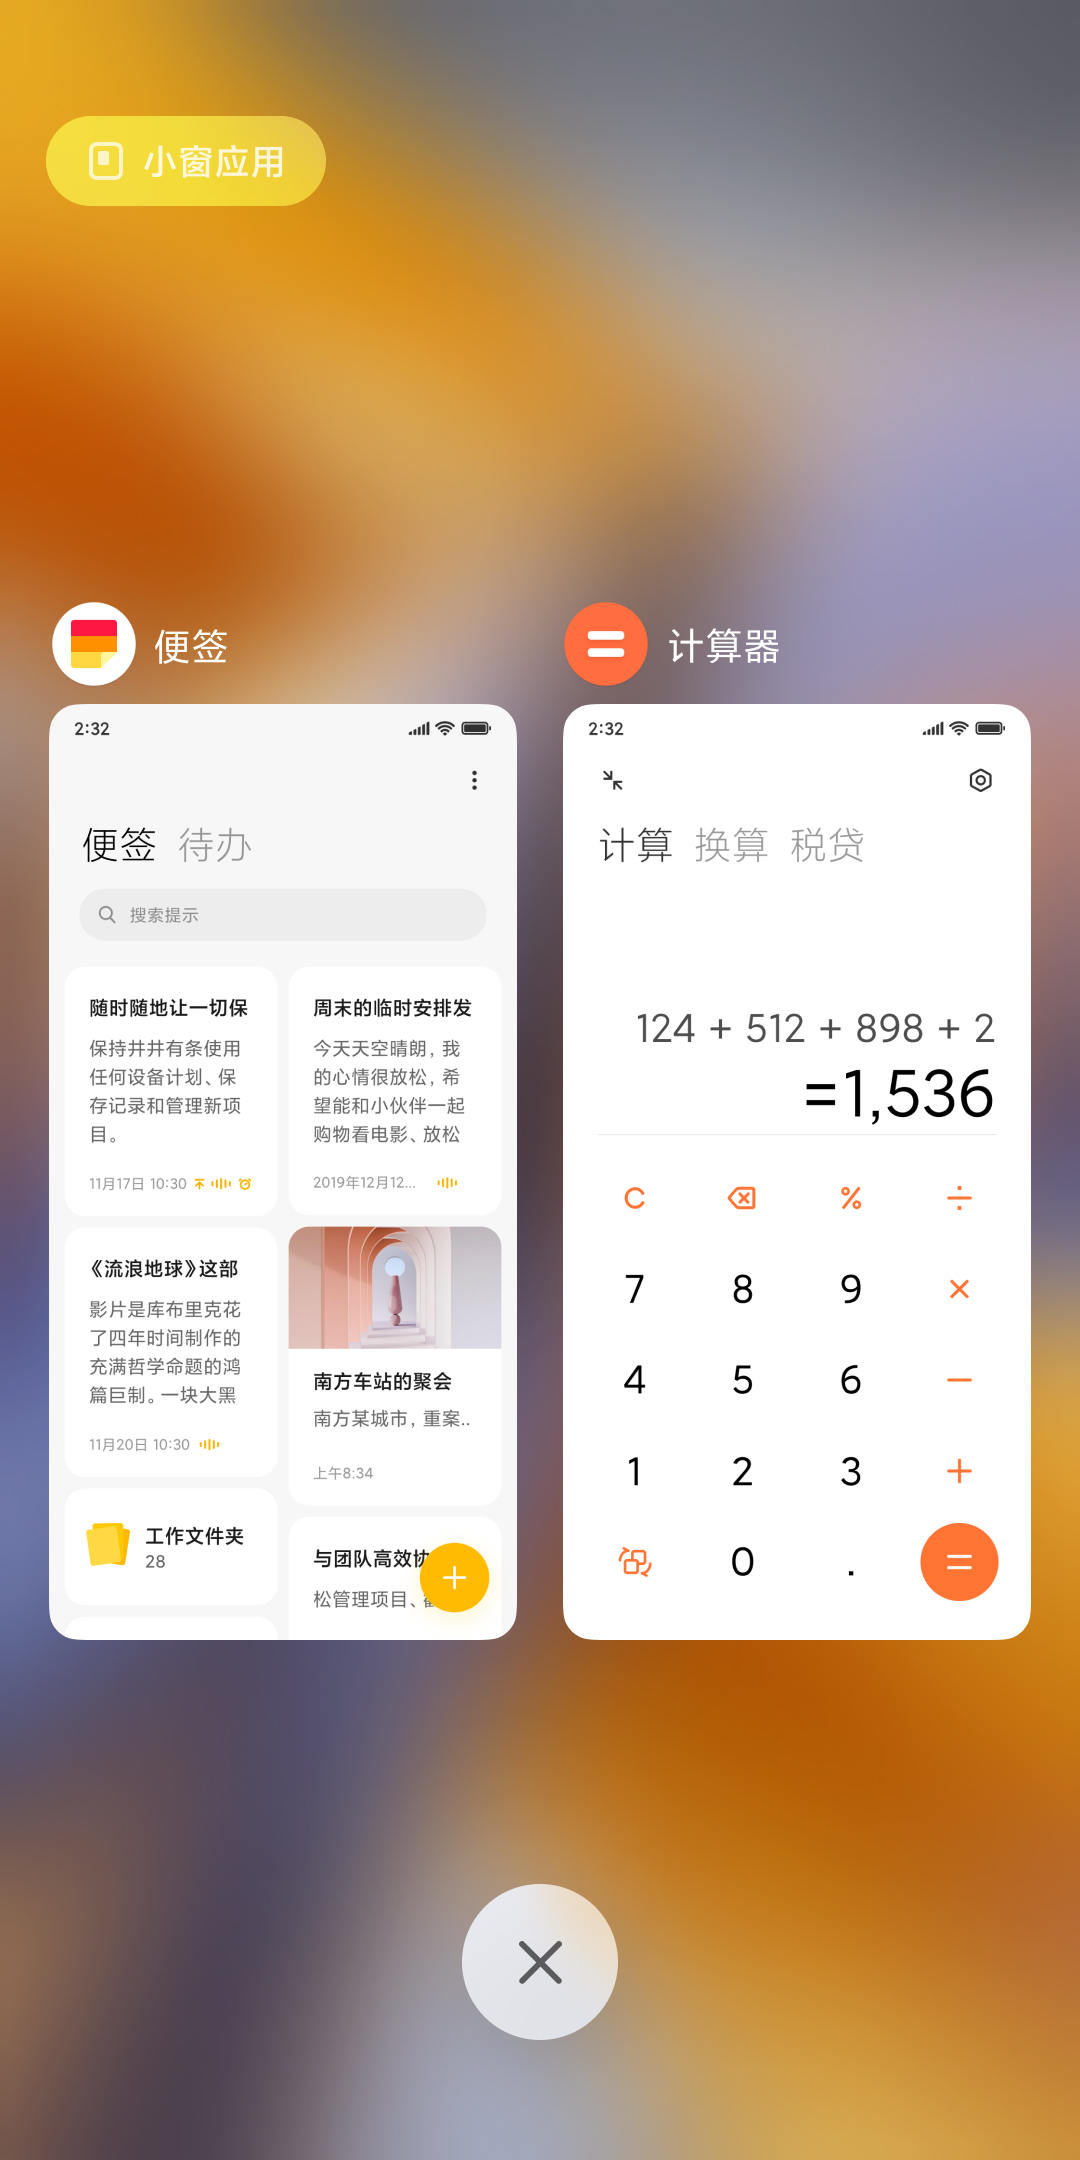 小窗应用
便签
2:32
便签 待办
搜索提示
随时随地让一切保
保持井井有条使用
任何设备计划、保
存记录和管理新项
目。
11月17日 10:30
周末的临时安排发
今天天空晴朗，我
的心情很放松，希
望能和小伙伴一起
购物看电影、放松
2019年12月12...
《流浪地球》这部
影片是库布里克花
了四年时间制作的
充满哲学命题的鸿
篇巨制。一块大黑
11月20日 10:30
南方车站的聚会
南方某城市，重案..
上午8:34
工作文件夹
28
与团队高效协
松管理项目、
计算器
2:32
计算 换算 税贷
124 + 512 + 898 + 2
=1,536
C % ÷
7 8 9 ×
4 5 6 −
1 2 3 +
0 . =